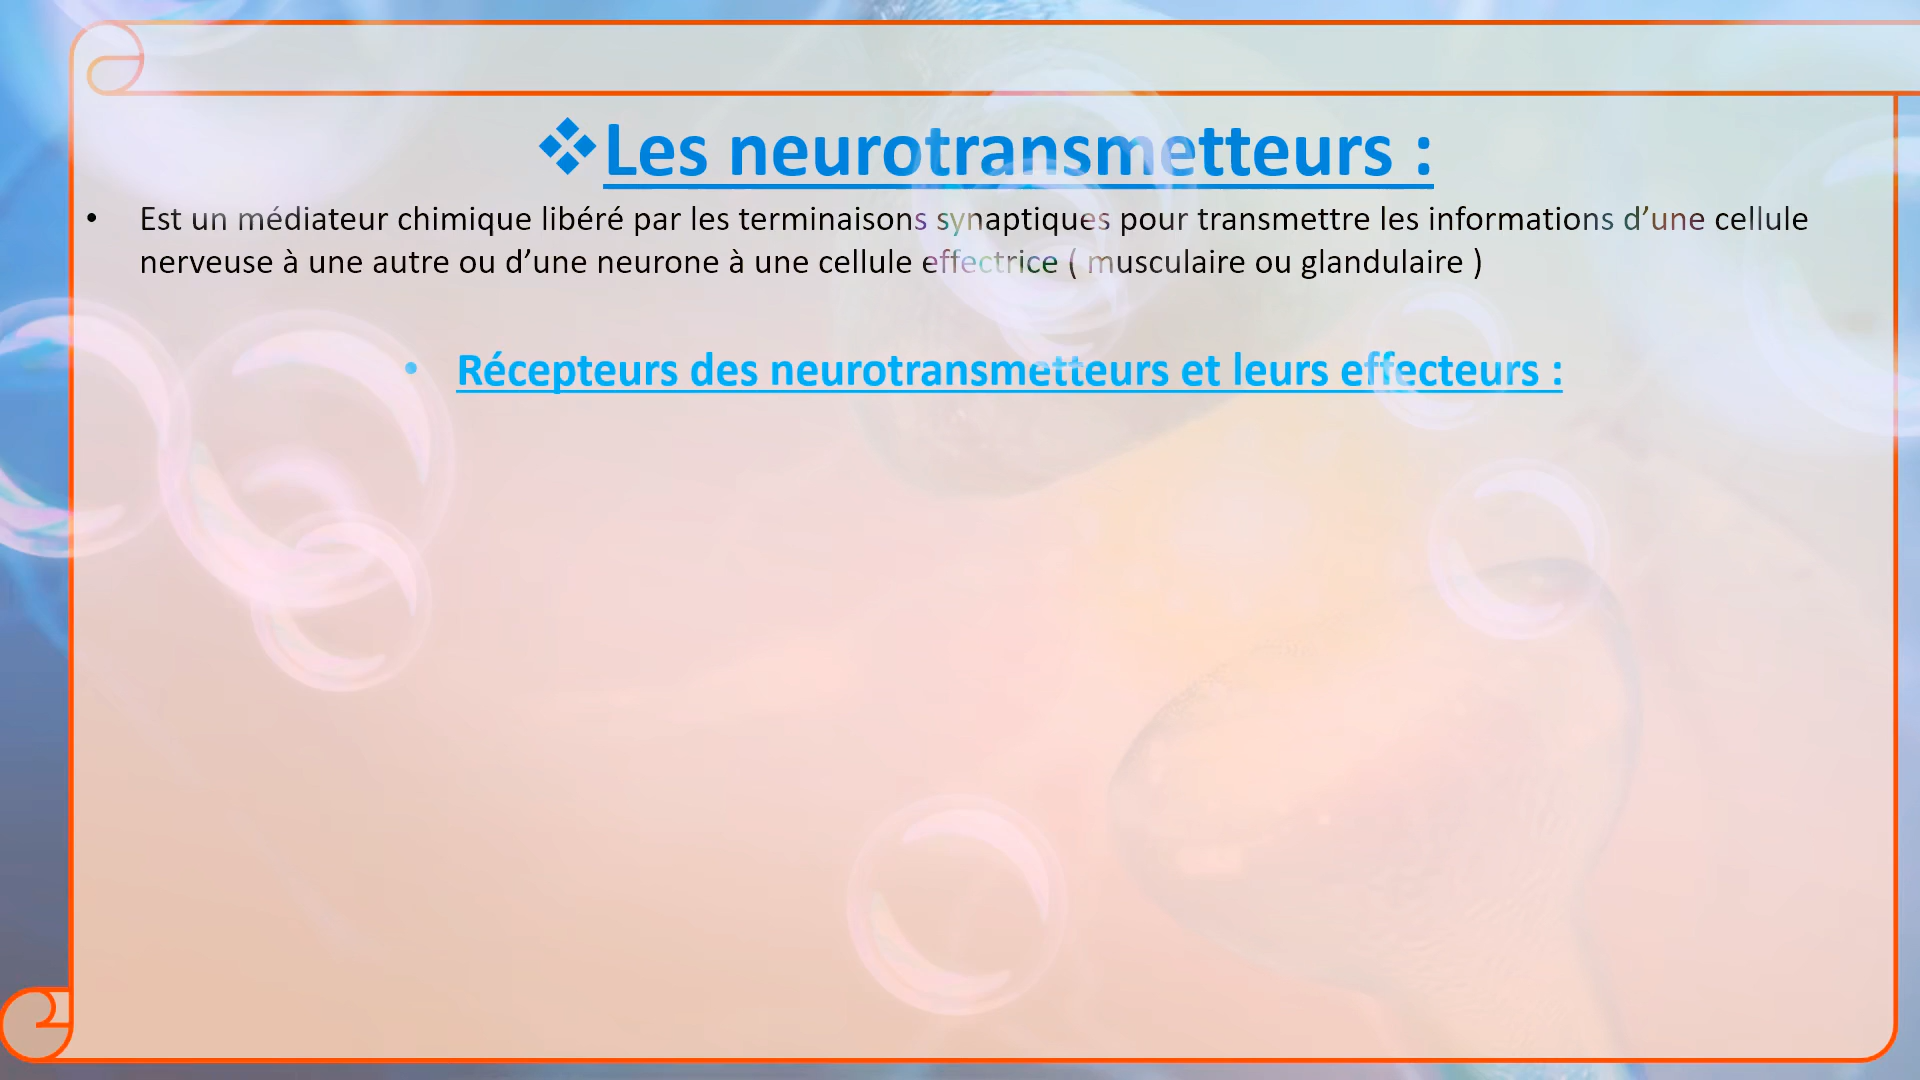 ❖Les neurotransmetteurs :
• Est un médiateur chimique libéré par les terminaisons synaptiques pour transmettre les informations d’une cellule
nerveuse à une autre ou d’une neurone à une cellule effectrice ( musculaire ou glandulaire )
• Récepteurs des neurotransmetteurs et leurs effecteurs :